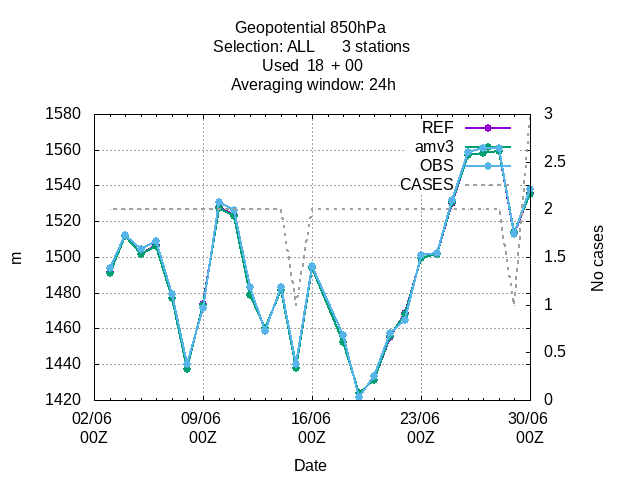 Geopotential 850hPa
Selection: ALL 3 stations
Used 18 + 00
Averaging window: 24h
1580
1560
1540
1520
1500
1480
1460
1440
1420
3
2.5
2
1.5
1
0.5
0
REF
amv3
OBS
CASES
m
No cases
02/06 09/06 16/06 23/06 30/06
00Z 00Z 00Z 00Z 00Z
Date